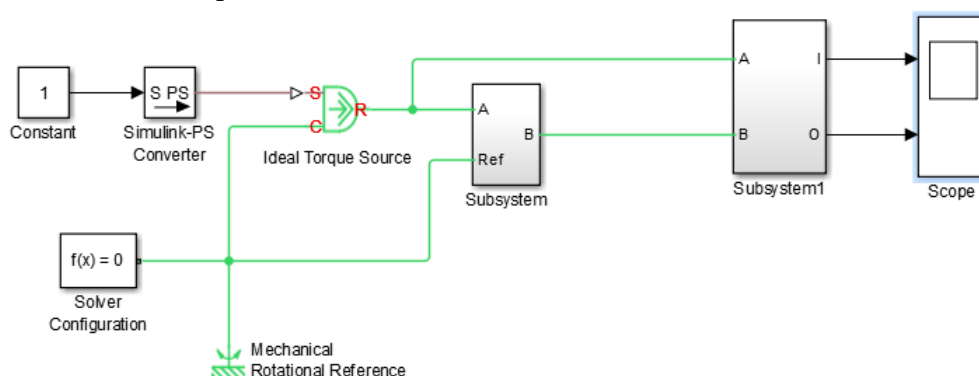 1
Constant
S PS
Simulink-PS
Converter
S
C
R
Ideal Torque Source
A
B
Ref
Subsystem
A
B
I
O
Subsystem1
Scope
f(x) = 0
Solver
Configuration
Mechanical
Rotational Reference